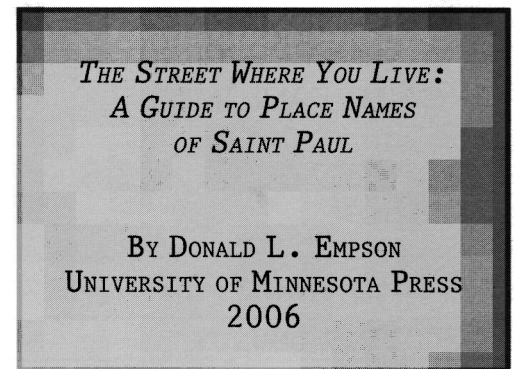 THE STREET WHERE YOU LIVE:
A GUIDE TO PLACE NAMES
OF SAINT PAUL
BY DONALD L. EMPSON
UNIVERSITY OF MINNESOTA PRESS
2006